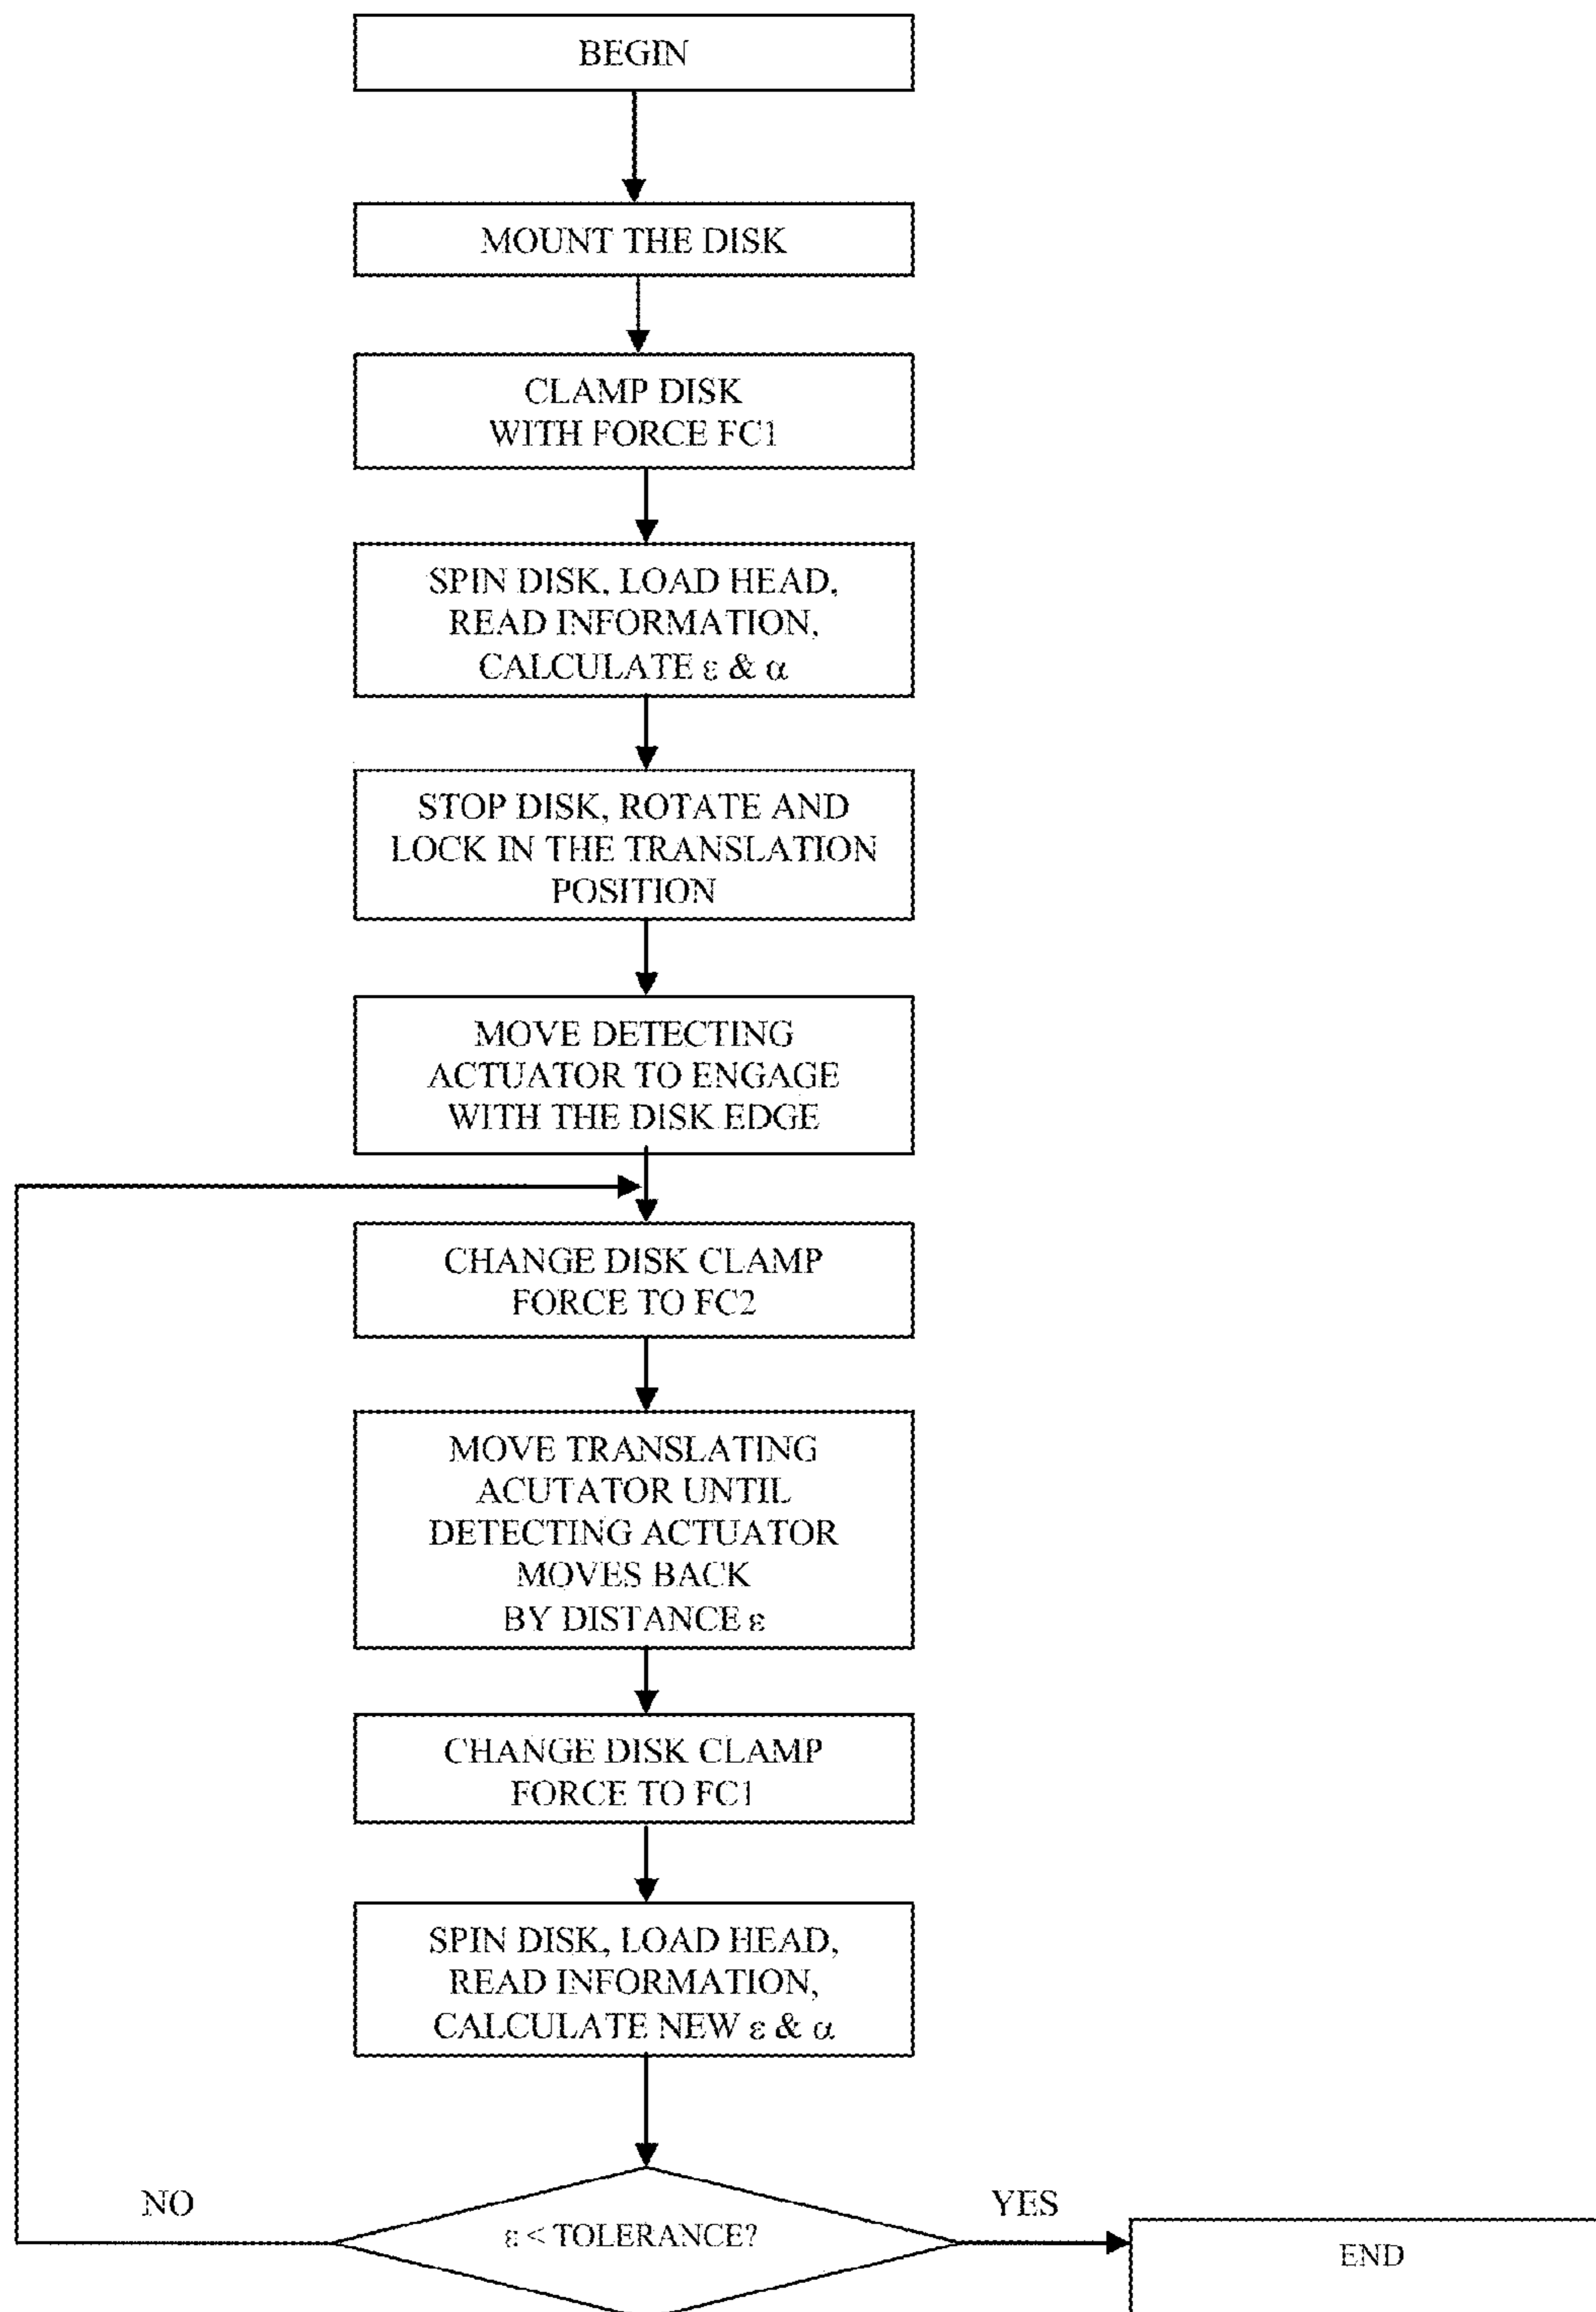 BEGIN
MOUNT THE DISK
CLAMP DISK
WITH FORCE FC1
SPIN DISK, LOAD HEAD,
READ INFORMATION,
CALCULATE ε & α
STOP DISK, ROTATE AND
LOCK IN THE TRANSLATION
POSITION
MOVE DETECTING
ACTUATOR TO ENGAGE
WITH THE DISK EDGE
CHANGE DISK CLAMP
FORCE TO FC2
MOVE TRANSLATING
ACUTATOR UNTIL
DETECTING ACTUATOR
MOVES BACK
BY DISTANCE ε
CHANGE DISK CLAMP
FORCE TO FC1
SPIN DISK, LOAD HEAD,
READ INFORMATION,
CALCULATE NEW ε & α
NO
ε < TOLERANCE?
YES
END